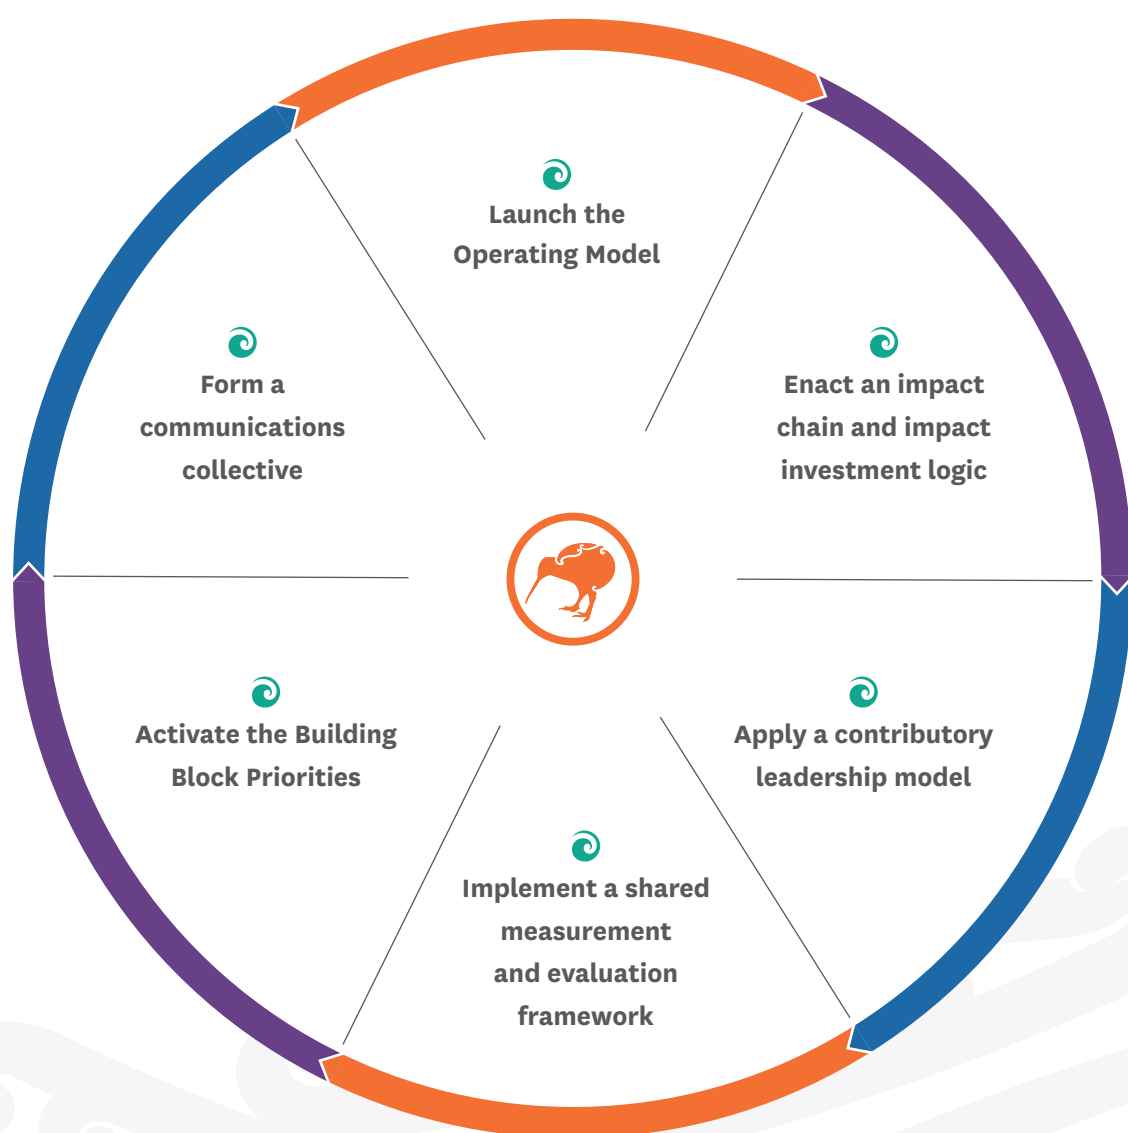 Launch the
Operating Model
Enact an impact
chain and impact
investment logic
Apply a contributory
leadership model
Implement a shared
measurement
and evaluation
framework
Activate the Building
Block Priorities
Form a
communications
collective